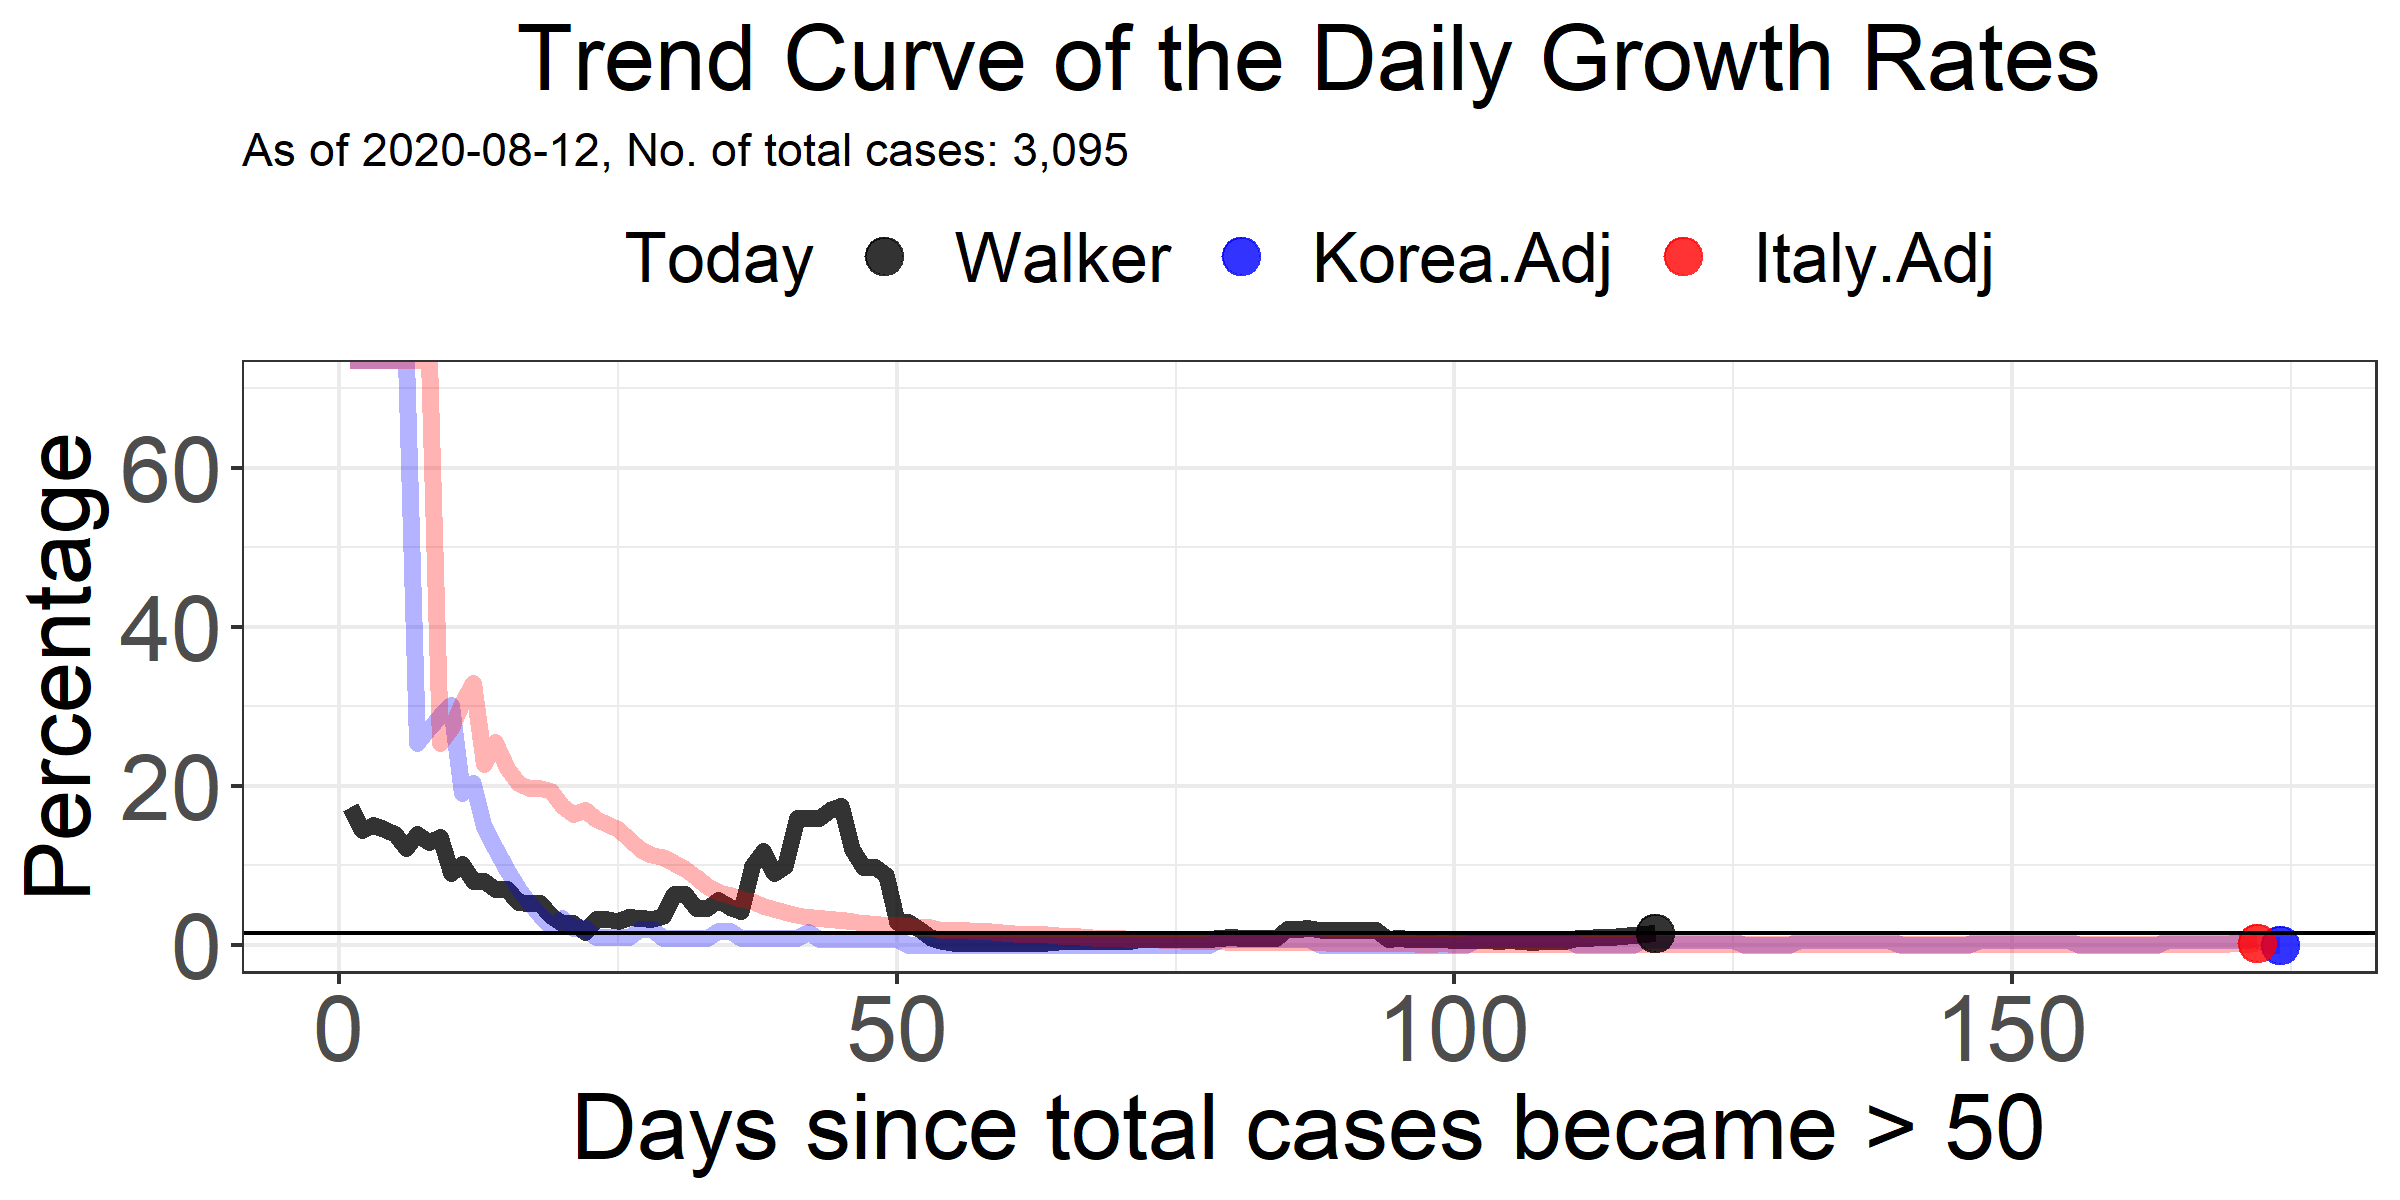 Trend Curve of the Daily Growth Rates
As of 2020-08-12, No. of total cases: 3,095
Today Walker Korea.Adj Italy.Adj
Percentage
60
40
20
0
0 50 100 150
Days since total cases became > 50